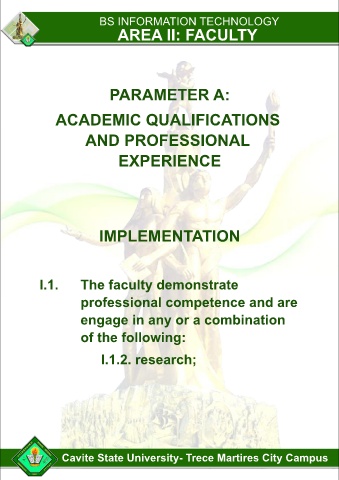 BS INFORMATION TECHNOLOGY
AREA II: FACULTY
PARAMETER A:
ACADEMIC QUALIFICATIONS
AND PROFESSIONAL
EXPERIENCE
IMPLEMENTATION
I.1. The faculty demonstrate
professional competence and are
engage in any or a combination
of the following:
I.1.2. research;
Cavite State University- Trece Martires City Campus